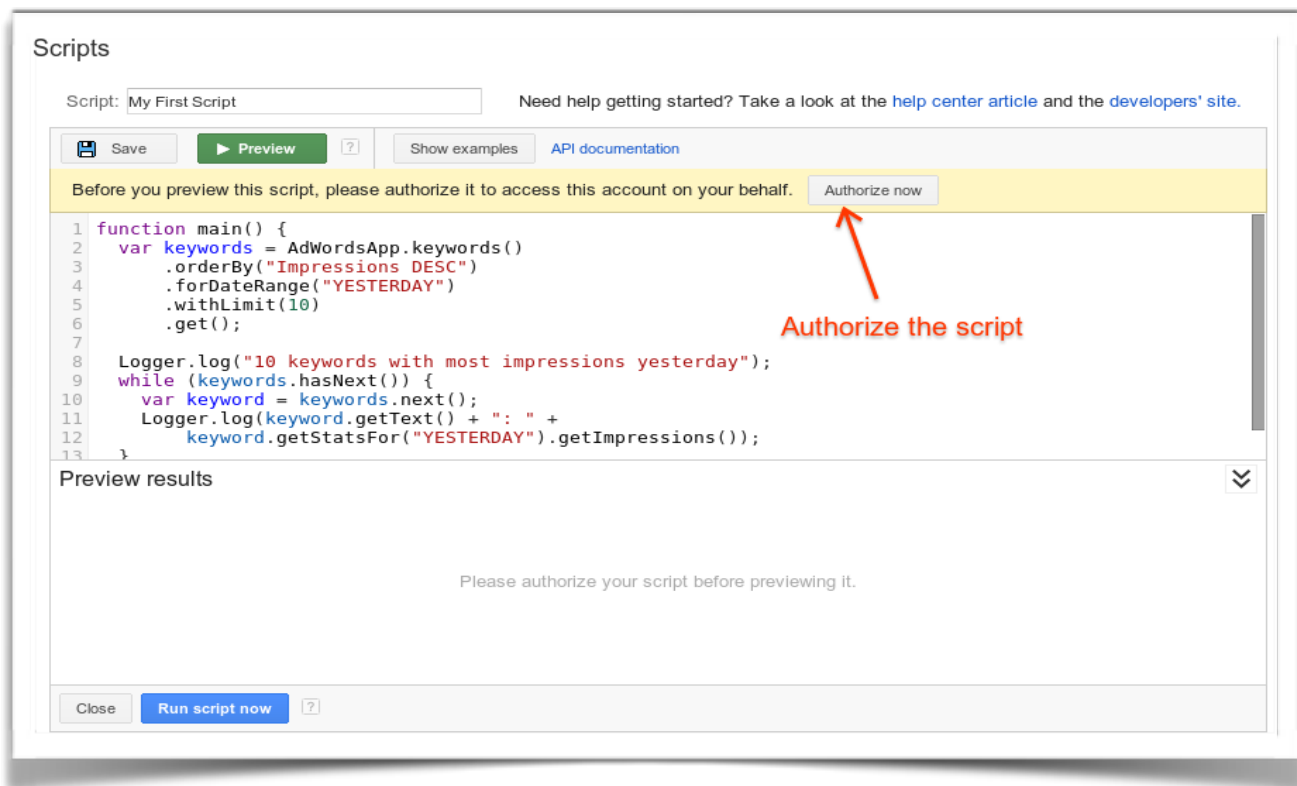 Scripts
Script: My First Script Need help getting started? Take a look at the help center article and the developers' site.
Save Preview ? Show examples API documentation
Before you preview this script, please authorize it to access this account on your behalf. Authorize now
1 function main() {
2   var keywords = AdWordsApp.keywords()
3       .orderBy("Impressions DESC")
4       .forDateRange("YESTERDAY")
5       .withLimit(10)
6       .get();
7
8   Logger.log("10 keywords with most impressions yesterday");
9   while (keywords.hasNext()) {
10     var keyword = keywords.next();
11     Logger.log(keyword.getText() + ": " +
12         keyword.getStatsFor("YESTERDAY").getImpressions());
13   }
Authorize the script
Preview results
Please authorize your script before previewing it.
Close Run script now ?